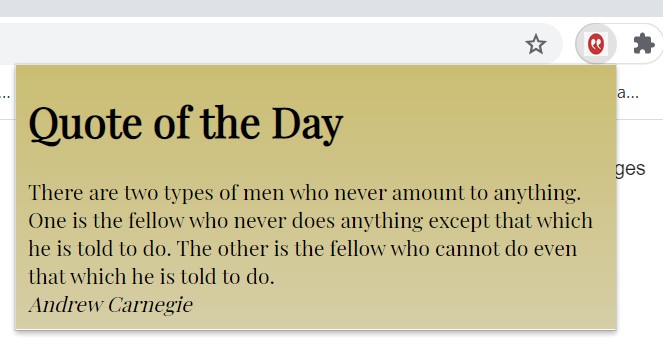 ... a...
ges
Quote of the Day
There are two types of men who never amount to anything.
One is the fellow who never does anything except that which
he is told to do. The other is the fellow who cannot do even
that which he is told to do.
Andrew Carnegie